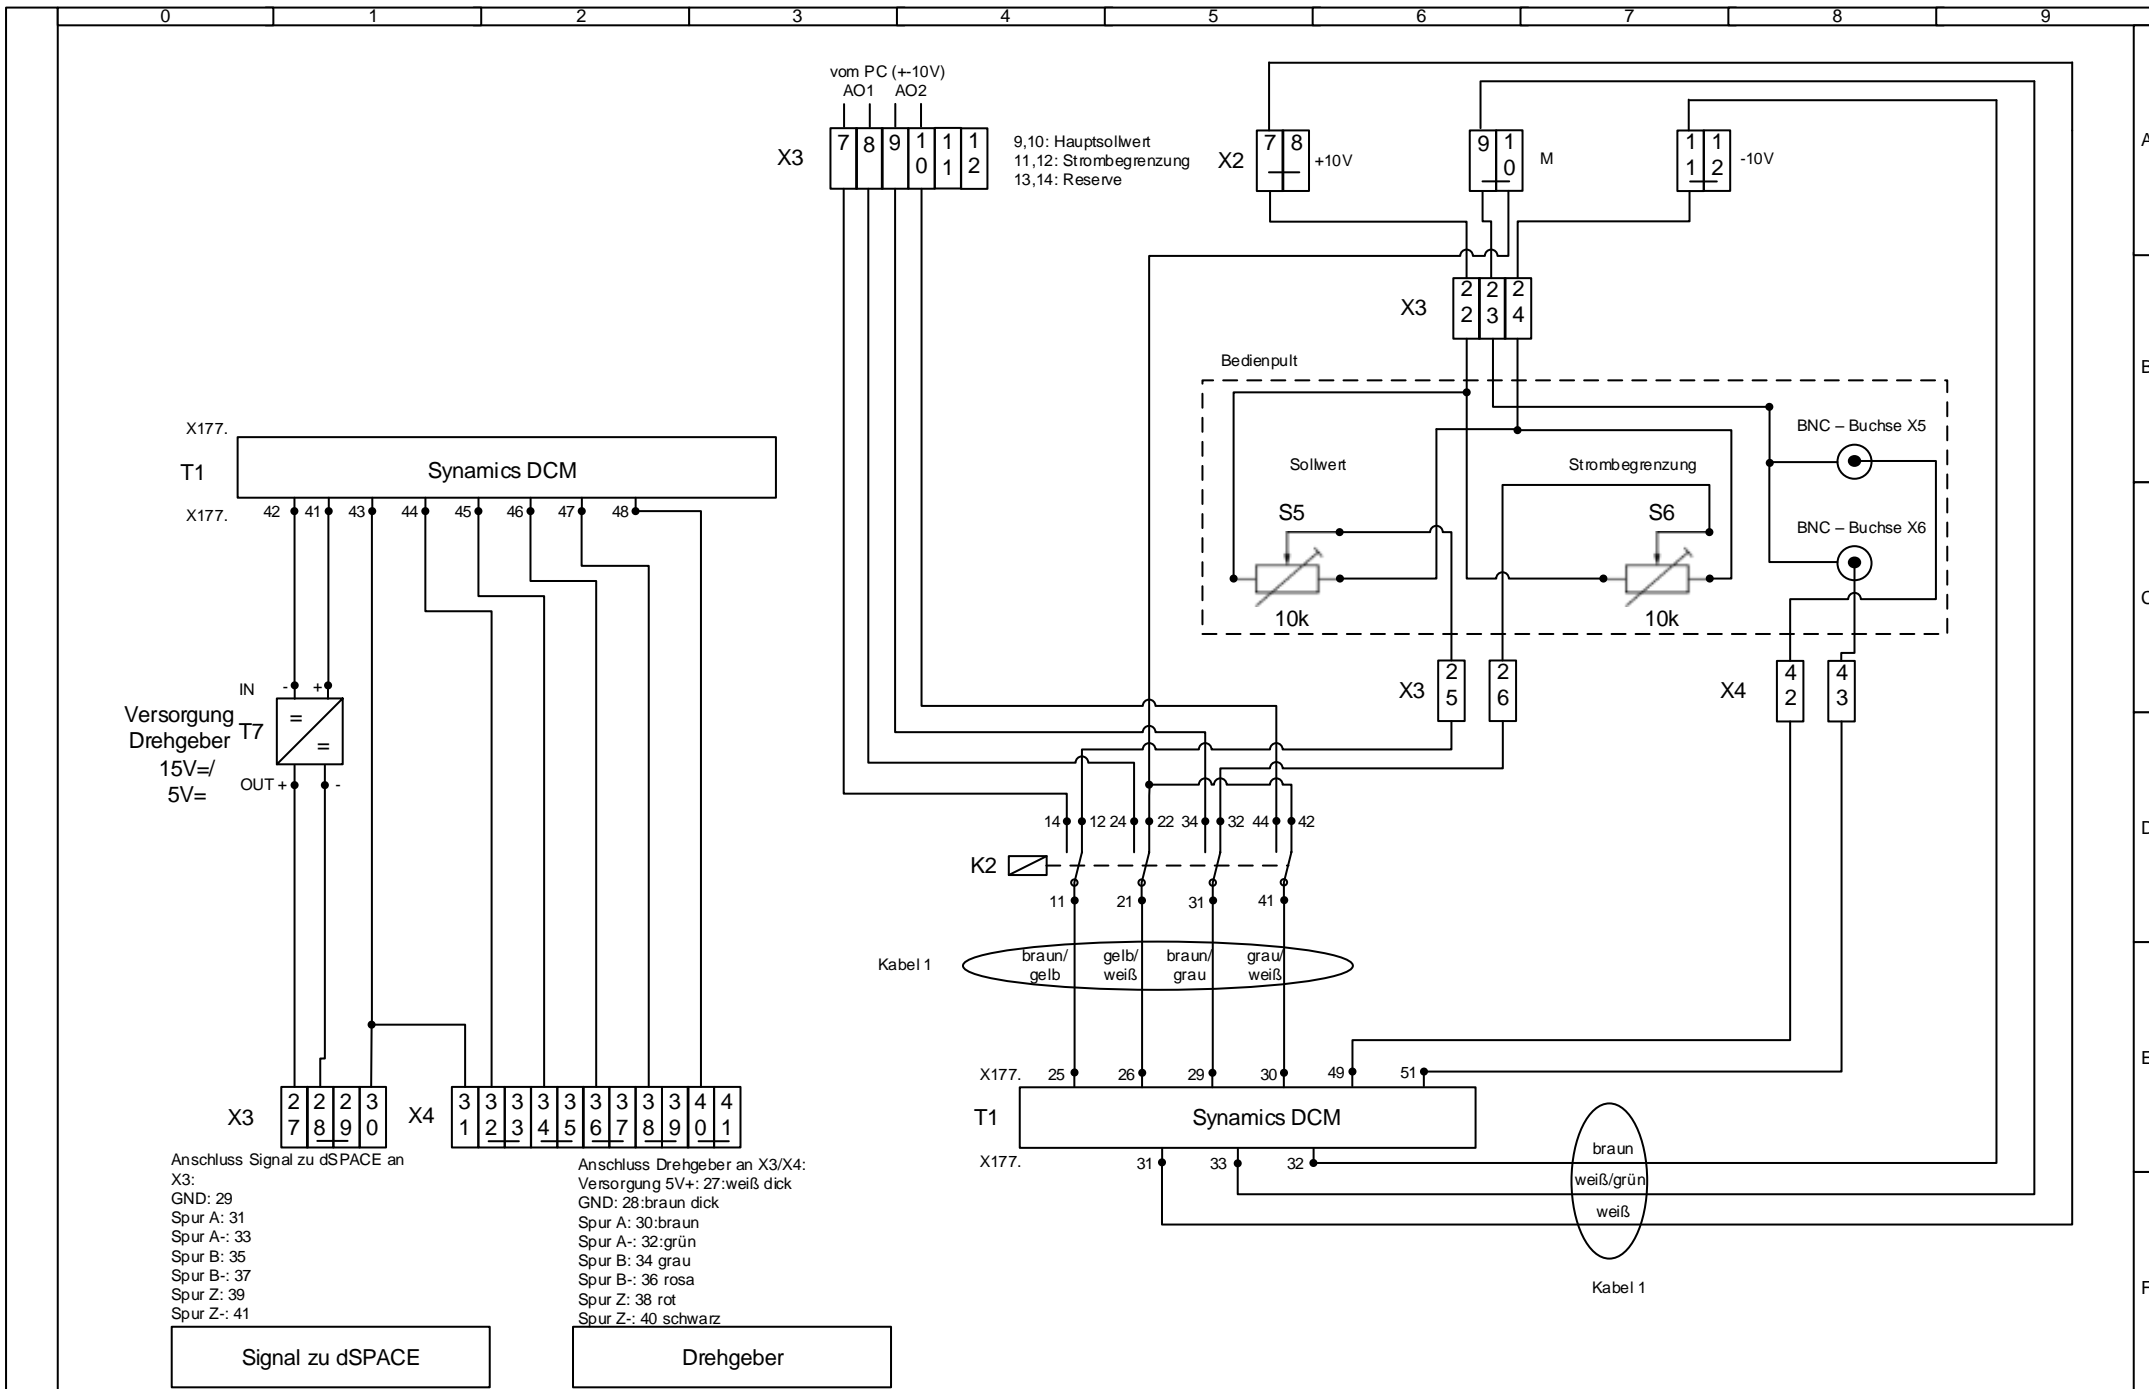 0 1 2 3 4 5 6 7 8 9
A
B
C
D
E
F
vom PC (+-10V)
AO1 AO2
X3
7 8 9 10 11 12
9,10: Hauptsollwert
11,12: Strombegrenzung
13,14: Reserve
X2
7 8
+10V
9 10
M
11 12
-10V
X3
22 23 24
Bedienpult
BNC – Buchse X5
Sollwert
Strombegrenzung
S5
S6
BNC – Buchse X6
10k
10k
X3
25 26
X4
42 43
X177.
T1
Synamics DCM
X177.
42 41 43 44 45 46 47 48
IN - +
Versorgung
Drehgeber
15V=/
5V=
T7
=
=
OUT + -
14 12 24 22 34 32 44 42
K2
11 21 31 41
Kabel 1
braun/
gelb
gelb/
weiß
braun/
grau
grau/
weiß
X177.
25 26 29 30 49 51
T1
Synamics DCM
X177.
31 33 32
braun
weiß/grün
weiß
Kabel 1
X3
27 28 29 30
X4
31 32 33 34 35 36 37 38 39 40 41
Anschluss Signal zu dSPACE an
X3:
GND: 29
Spur A: 31
Spur A-: 33
Spur B: 35
Spur B-: 37
Spur Z: 39
Spur Z-: 41
Signal zu dSPACE
Anschluss Drehgeber an X3/X4:
Versorgung 5V+: 27:weiß dick
GND: 28:braun dick
Spur A: 30:braun
Spur A-: 32:grün
Spur B: 34 grau
Spur B-: 36 rosa
Spur Z: 38 rot
Spur Z-: 40 schwarz
Drehgeber